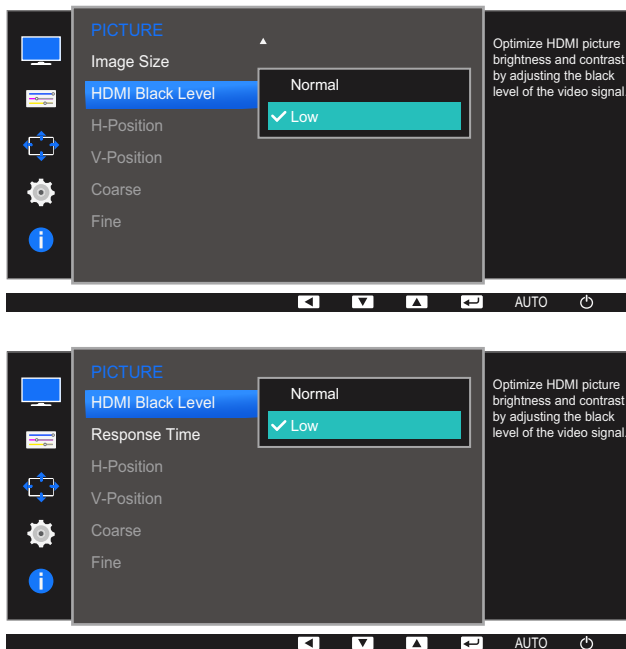 PICTURE
Image Size
HDMI Black Level
H-Position
V-Position
Coarse
Fine
Normal
Low
Optimize HDMI picture
brightness and contrast
by adjusting the black
level of the video signal.
AUTO
PICTURE
HDMI Black Level
Response Time
H-Position
V-Position
Coarse
Fine
Normal
Low
Optimize HDMI picture
brightness and contrast
by adjusting the black
level of the video signal.
AUTO